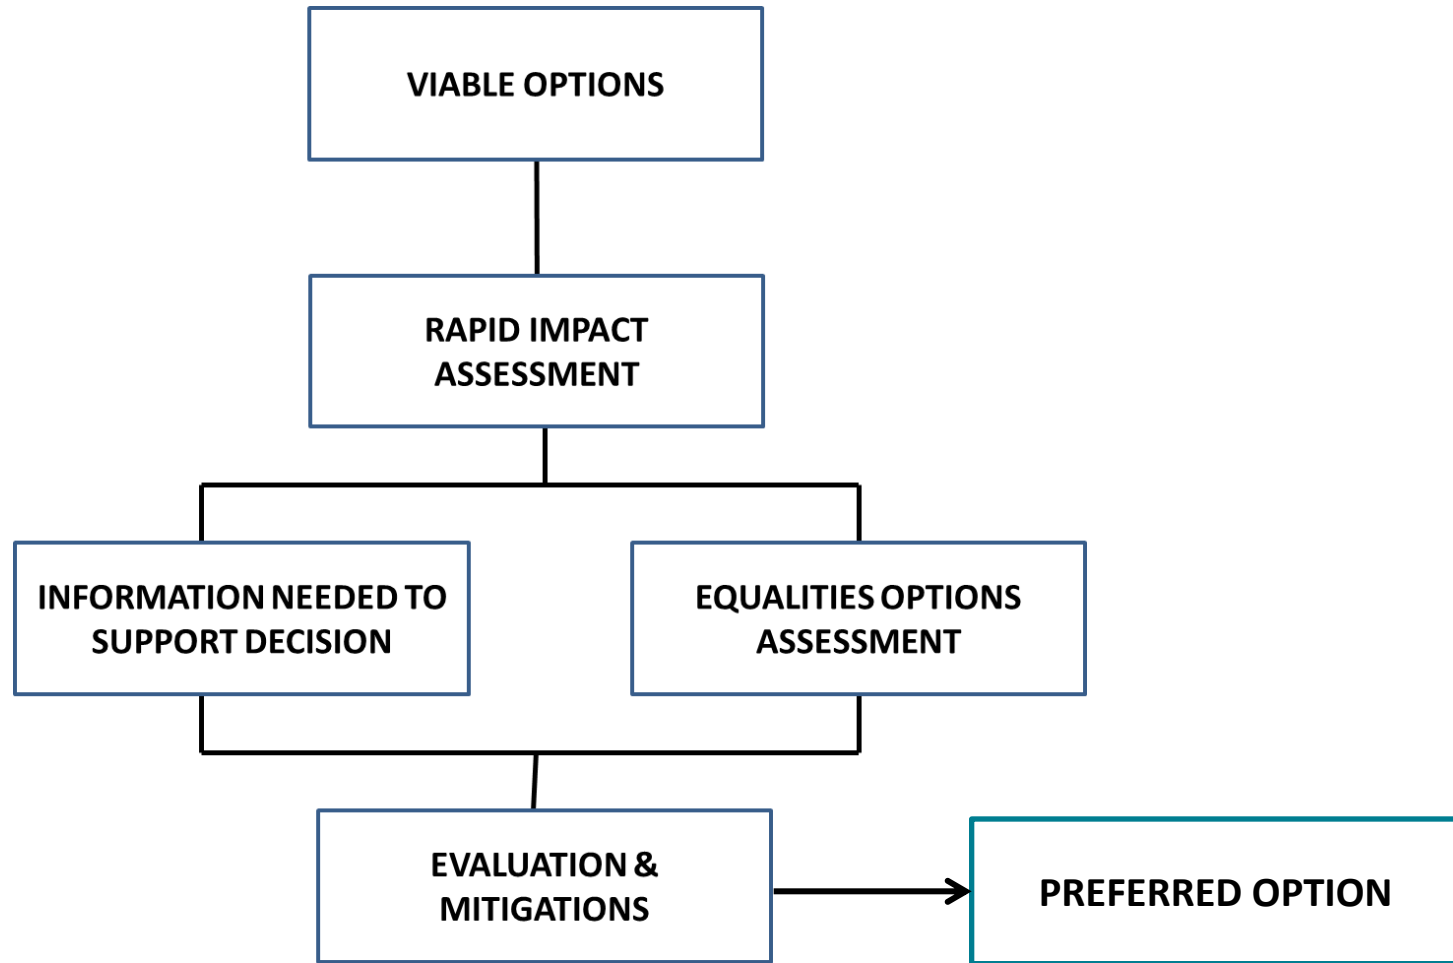 VIABLE OPTIONS
RAPID IMPACT
ASSESSMENT
INFORMATION NEEDED TO
SUPPORT DECISION
EQUALITIES OPTIONS
ASSESSMENT
EVALUATION &
MITIGATIONS
PREFERRED OPTION